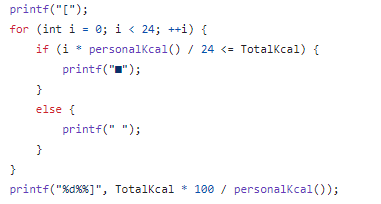 printf("[");
for (int i = 0; i < 24; ++i) {
if (i * personalKcal() / 24 <= TotalKcal) {
printf("■");
}
else {
printf(" ");
}
}
printf("%d%%]", TotalKcal * 100 / personalKcal());